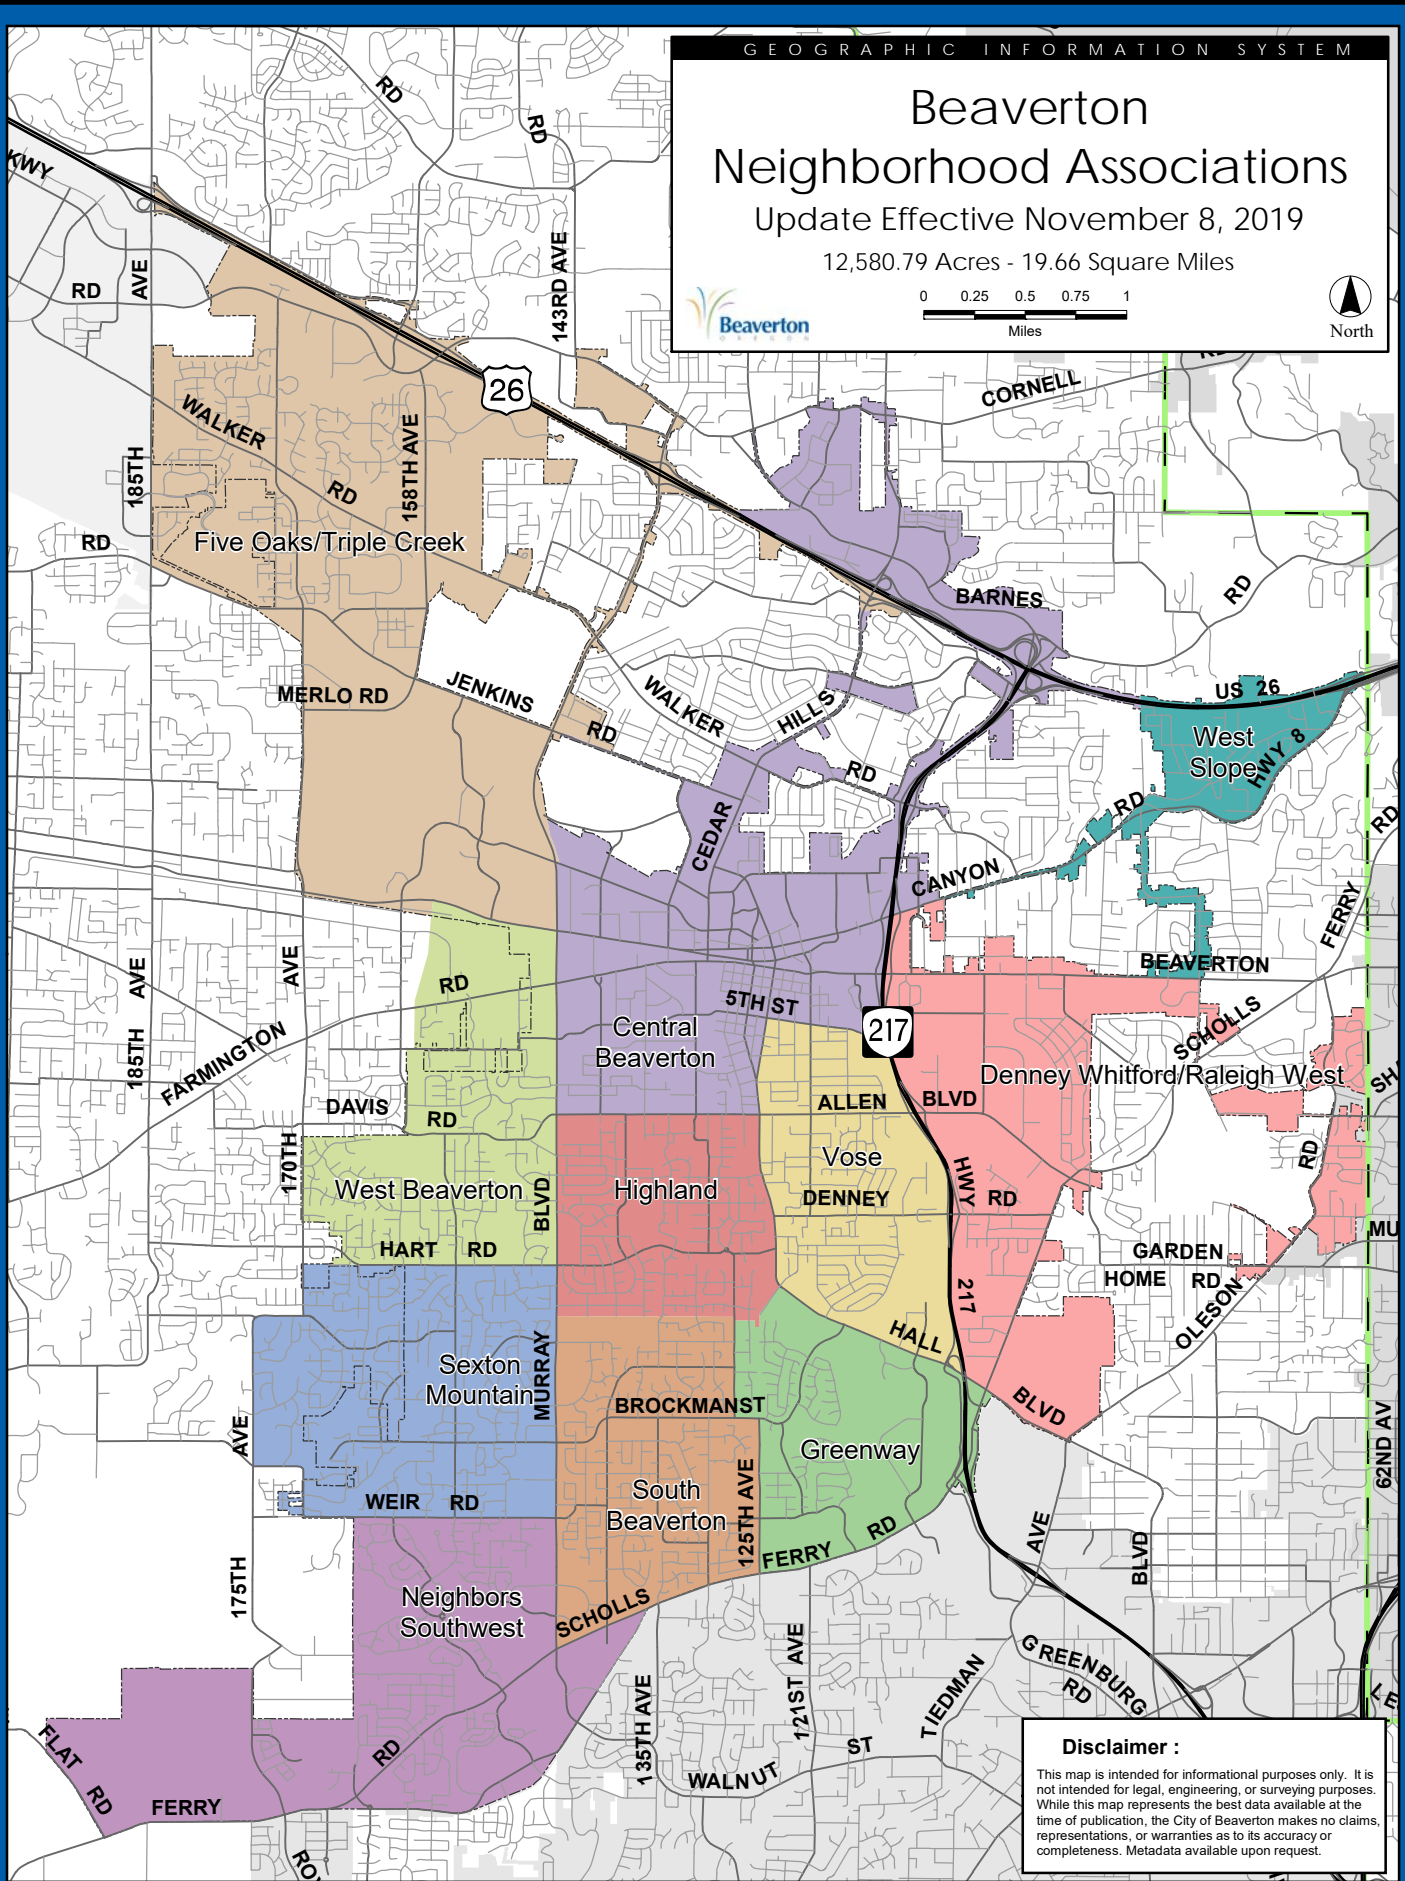 GEOGRAPHIC INFORMATION SYSTEM
Beaverton
Neighborhood Associations
Update Effective November 8, 2019
12,580.79 Acres - 19.66 Square Miles
0 0.25 0.5 0.75 1
Miles
Beaverton
OREGON
North
RD
RD
KWY
RD
AVE
143RD AVE
26
CORNELL
WALKER
RD
158TH AVE
185TH
RD
Five Oaks/Triple Creek
BARNES
RD
MERLO RD
JENKINS
RD
WALKER
HILLS
RD
CEDAR
US 26
West
Slope
HWY 8
RD
RD
CANYON
FERRY
BEAVERTON
SCHOLLS
RD
AVE
AVE
185TH
FARMINGTON
5TH ST
217
Central
Beaverton
Denney Whitford/Raleigh West
SH
DAVIS
RD
ALLEN
BLVD
170TH
West Beaverton
BLVD
Highland
Vose
DENNEY
HWY
RD
RD
MU
HART RD
GARDEN
HOME RD
OLESON
217
HALL
BLVD
Sexton
Mountain
MURRAY
BROCKMAN ST
Greenway
AVE
62ND AV
WEIR RD
South
Beaverton
125TH AVE
FERRY
RD
AVE
BLVD
175TH
Neighbors
Southwest
SCHOLLS
135TH AVE
121ST AVE
TIEDMAN
GREENBURG
RD
LE
FLAT
RD
FERRY
RD
WALNUT
ST
ROY
Disclaimer :
This map is intended for informational purposes only. It is
not intended for legal, engineering, or surveying purposes.
While this map represents the best data available at the
time of publication, the City of Beaverton makes no claims,
representations, or warranties as to its accuracy or
completeness. Metadata available upon request.